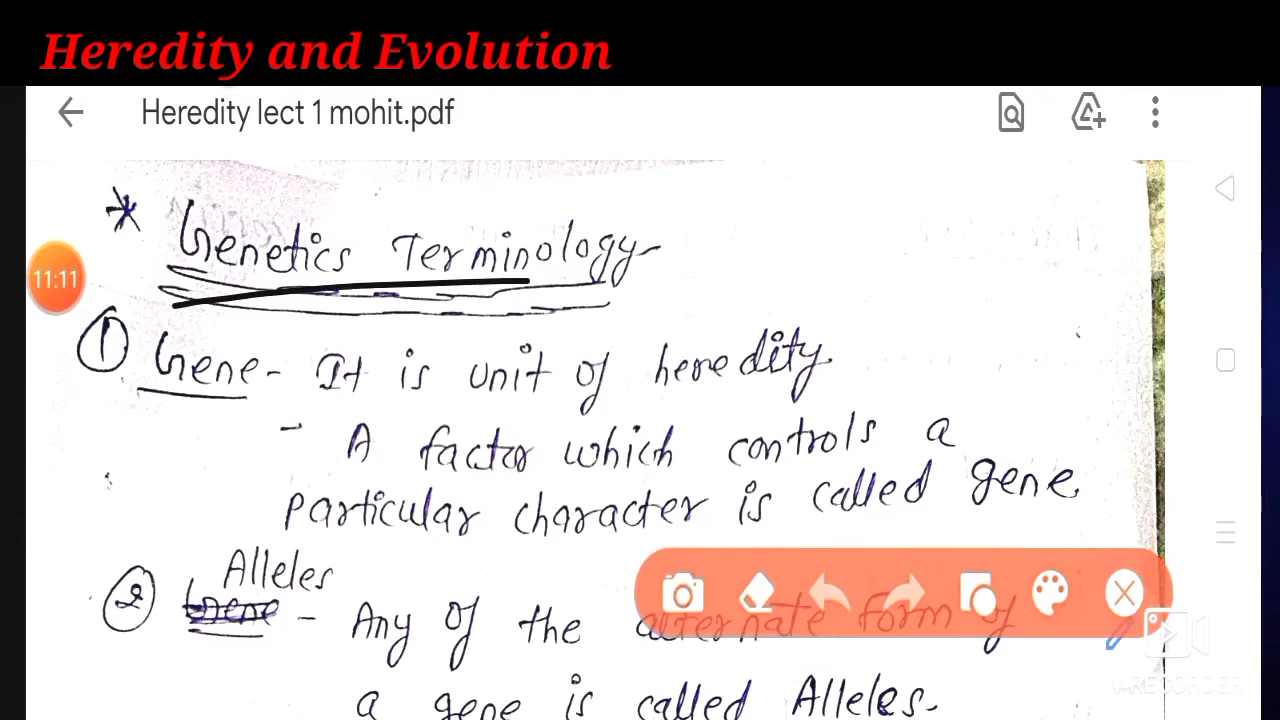 Heredity and Evolution
Heredity lect 1 mohit.pdf
* Genetics Terminology
11:11
① Gene - It is unit of heredity
- A factor which controls a
particular character is called gene.
Alleles
② Gene - Any of the alternate form of
a gene is called Alleles.
V-RECORDER